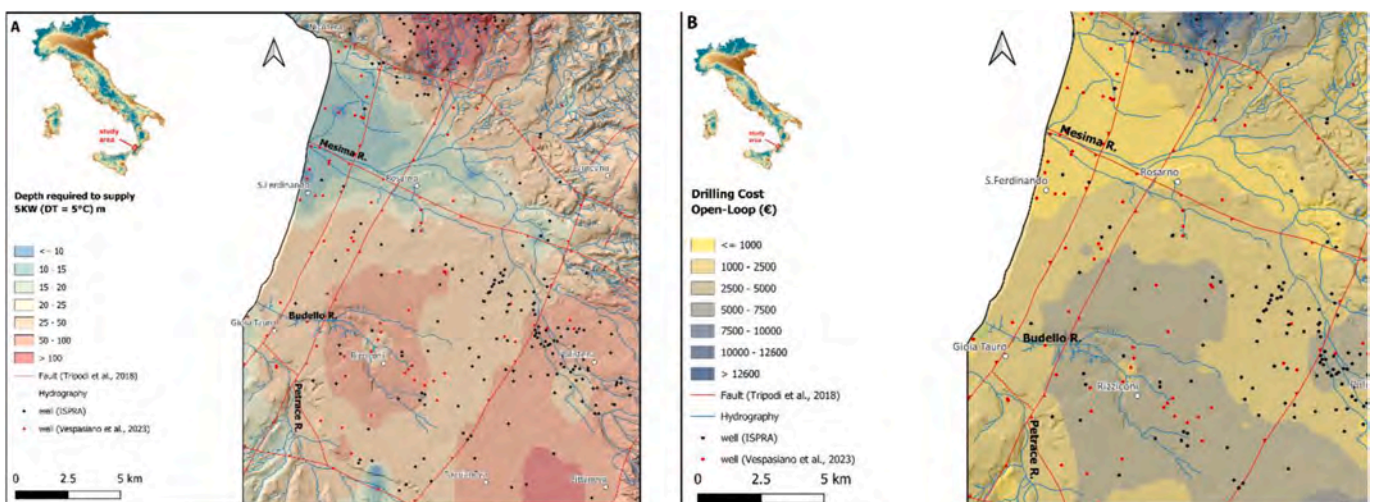 A
study
area
Depth required to supply
5KW (DT = 5°C) m
<= 10
10 - 15
15 - 20
20 - 25
25 - 50
50 - 100
> 100
Fault (Tripodi et al., 2018)
Hydrography
well (ISPRA)
well (Vespasiano et al., 2023)
0 2.5 5 km
Nicotera
Mesima R.
S.Ferdinando
Rosarno
Gioia Tauro
Budello R.
Rizziconi
Petrace R.
B
study
area
Drilling Cost
Open-Loop (€)
<= 1000
1000 - 2500
2500 - 5000
5000 - 7500
7500 - 10000
10000 - 12600
> 12600
Fault (Tripodi et al., 2018)
Hydrography
well (ISPRA)
well (Vespasiano et al., 2023)
0 2.5 5 km
Mesima R.
S.Ferdinando
Rosarno
Gioia Tauro
Budello R.
Rizziconi
Petrace R.